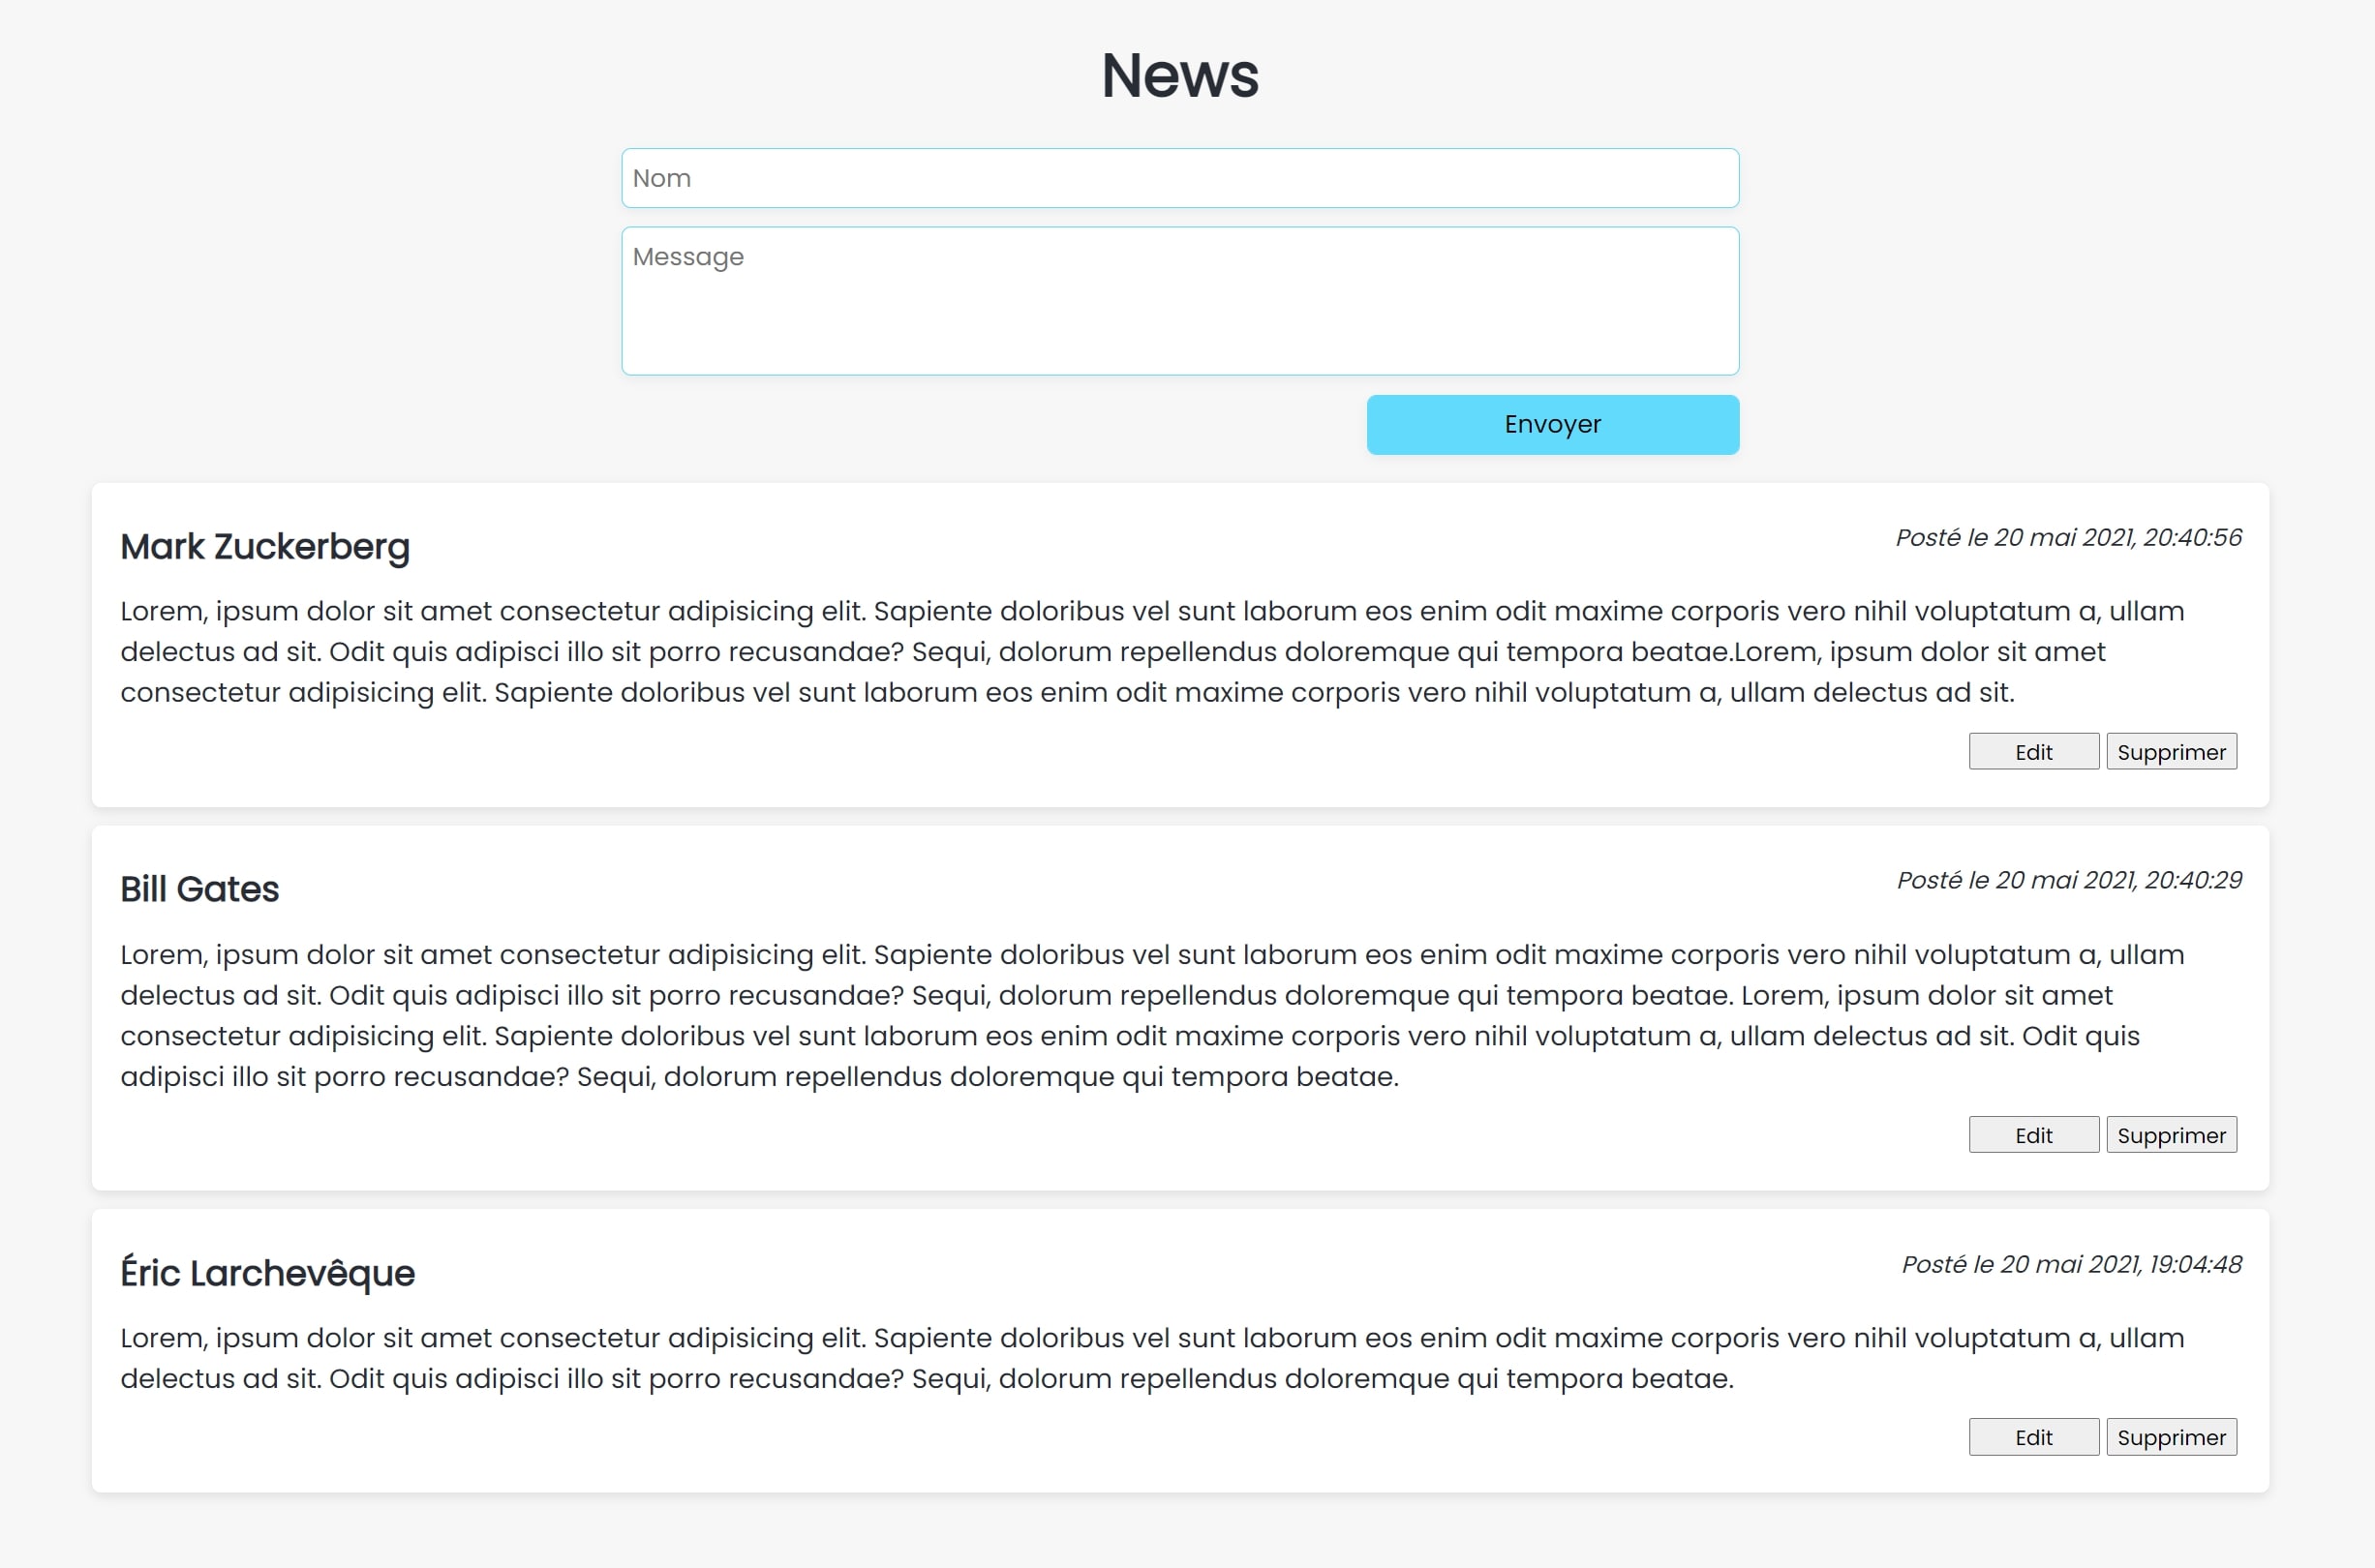 News
Nom
Message
Envoyer
Mark Zuckerberg
Posté le 20 mai 2021, 20:40:56
Lorem, ipsum dolor sit amet consectetur adipisicing elit. Sapiente doloribus vel sunt laborum eos enim odit maxime corporis vero nihil voluptatum a, ullam
delectus ad sit. Odit quis adipisci illo sit porro recusandae? Sequi, dolorum repellendus doloremque qui tempora beatae.Lorem, ipsum dolor sit amet
consectetur adipisicing elit. Sapiente doloribus vel sunt laborum eos enim odit maxime corporis vero nihil voluptatum a, ullam delectus ad sit.
Edit Supprimer
Bill Gates
Posté le 20 mai 2021, 20:40:29
Lorem, ipsum dolor sit amet consectetur adipisicing elit. Sapiente doloribus vel sunt laborum eos enim odit maxime corporis vero nihil voluptatum a, ullam
delectus ad sit. Odit quis adipisci illo sit porro recusandae? Sequi, dolorum repellendus doloremque qui tempora beatae. Lorem, ipsum dolor sit amet
consectetur adipisicing elit. Sapiente doloribus vel sunt laborum eos enim odit maxime corporis vero nihil voluptatum a, ullam delectus ad sit. Odit quis
adipisci illo sit porro recusandae? Sequi, dolorum repellendus doloremque qui tempora beatae.
Edit Supprimer
Éric Larchevêque
Posté le 20 mai 2021, 19:04:48
Lorem, ipsum dolor sit amet consectetur adipisicing elit. Sapiente doloribus vel sunt laborum eos enim odit maxime corporis vero nihil voluptatum a, ullam
delectus ad sit. Odit quis adipisci illo sit porro recusandae? Sequi, dolorum repellendus doloremque qui tempora beatae.
Edit Supprimer